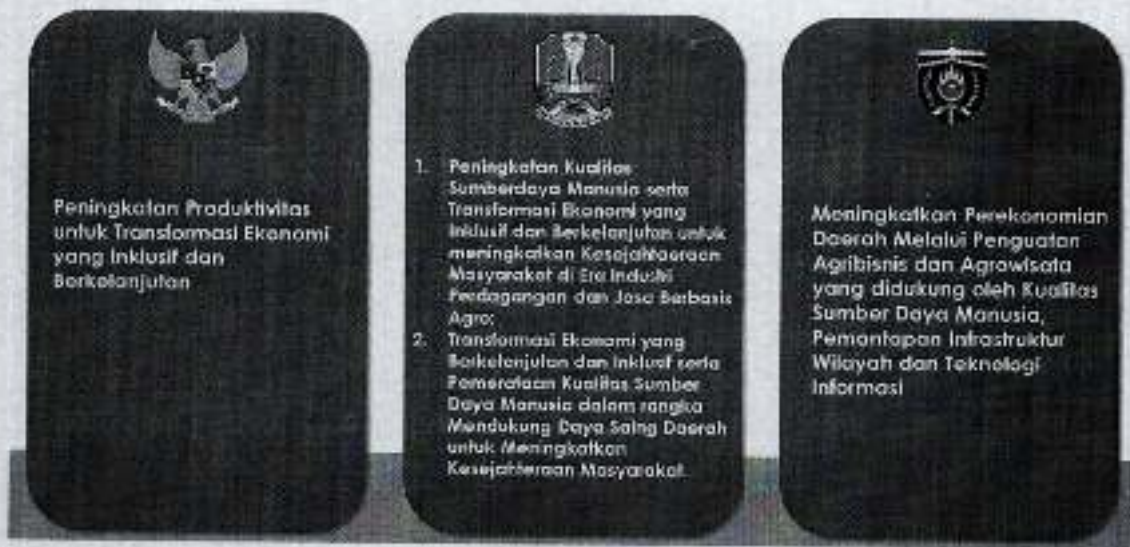 Peningkatan Produktivitas
untuk Transformasi Ekonomi
yang Inklusif dan
Berkelanjutan
1. Peningkatan Kualitas
Sumberdaya Manusia serta
Transformasi Ekonomi yang
Inklusif dan Berkelanjutan untuk
meningkatkan Kesejahteraan
Masyarakat di Era Industri
Perdagangan dan Jasa Berbasis
Agro;
2. Transformasi Ekonomi yang
Berkelanjutan dan Inklusif serta
Pemerataan Kualitas Sumber
Daya Manusia dalam rangka
Mendukung Daya Saing Daerah
untuk Meningkatkan
Kesejahteraan Masyarakat.
Meningkatkan Perekonomian
Daerah Melalui Penguatan
Agribisnis dan Agrowisata
yang didukung oleh Kualitas
Sumber Daya Manusia,
Pemantapan Infrastruktur
Wilayah dan Teknologi
Informasi